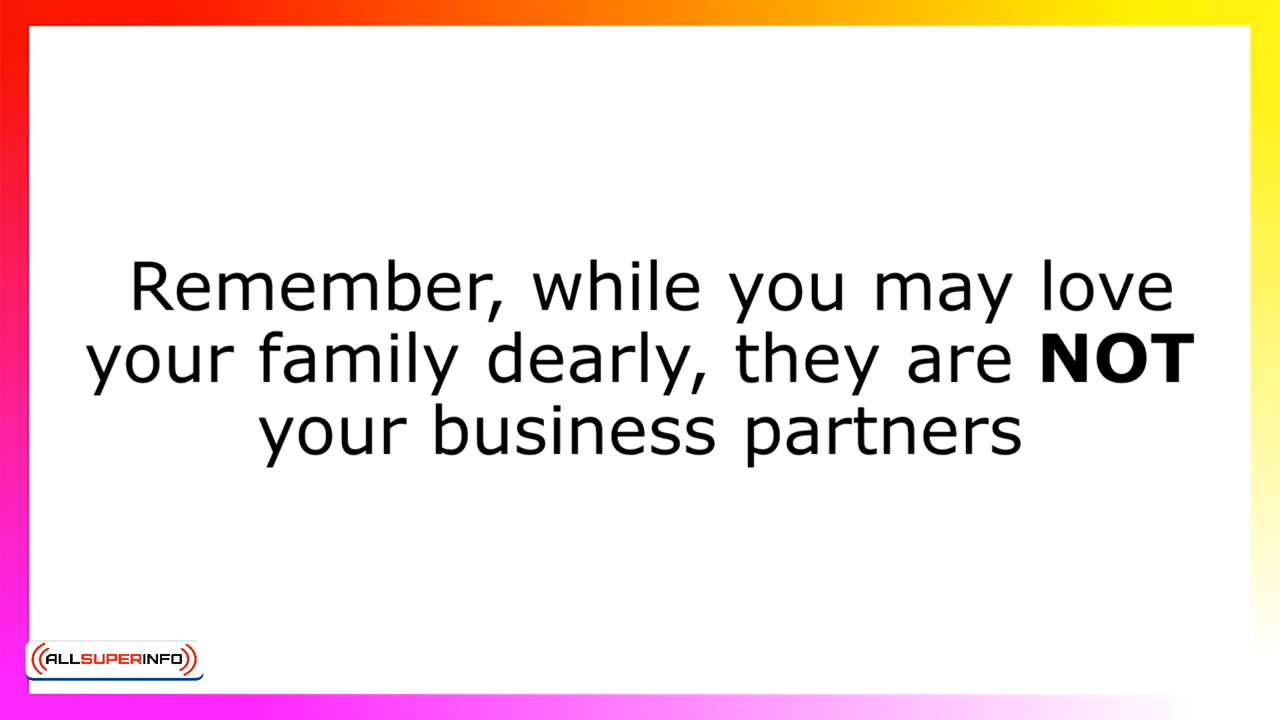 Remember, while you may love
your family dearly, they are NOT
your business partners
ALLSUPERINFO